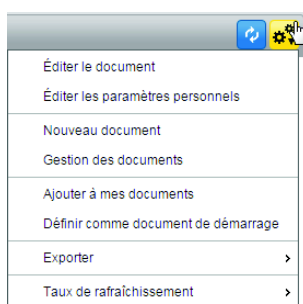 Éditer le document
Éditer les paramètres personnels
Nouveau document
Gestion des documents
Ajouter à mes documents
Définir comme document de démarrage
Exporter
Taux de rafraîchissement